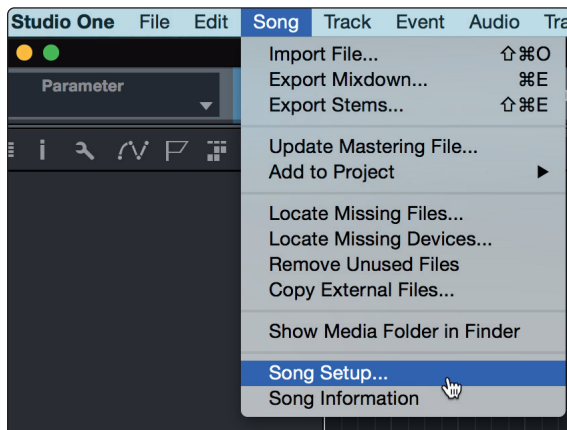 Studio One File Edit Song Track Event Audio
Parameter
Import File... ⇧⌘O
Export Mixdown... ⌘E
Export Stems... ⇧⌘E
Update Mastering File...
Add to Project
Locate Missing Files...
Locate Missing Devices...
Remove Unused Files
Copy External Files...
Show Media Folder in Finder
Song Setup...
Song Information